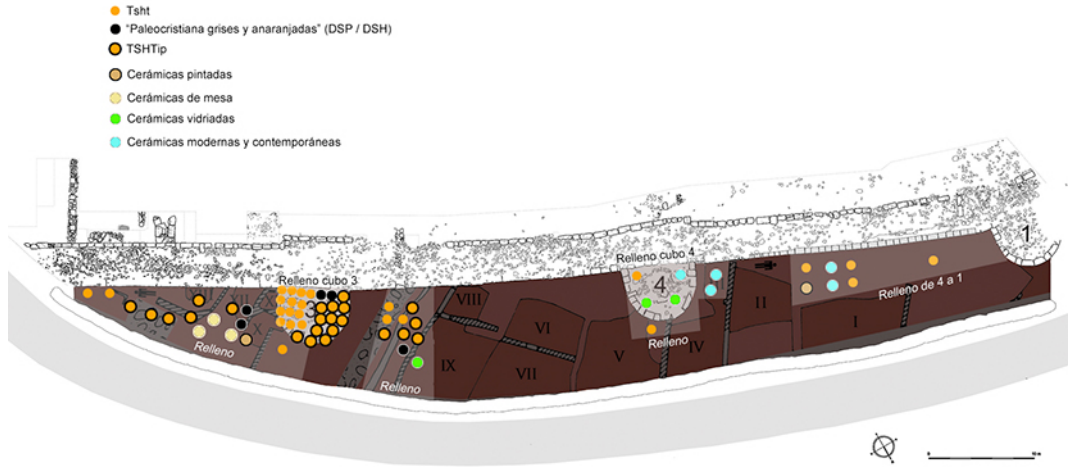 Tsht
"Paleocristiana grises y anaranjadas" (DSP / DSH)
TSHTip
Cerámicas pintadas
Cerámicas de mesa
Cerámicas vidriadas
Cerámicas modernas y contemporáneas
Relleno cubo 3
Relleno cubo 4
1
4
3
Relleno de 4 a 1
VIII
II
X
VI
I
Relleno
V
IV
IX
VII
Relleno
Relleno